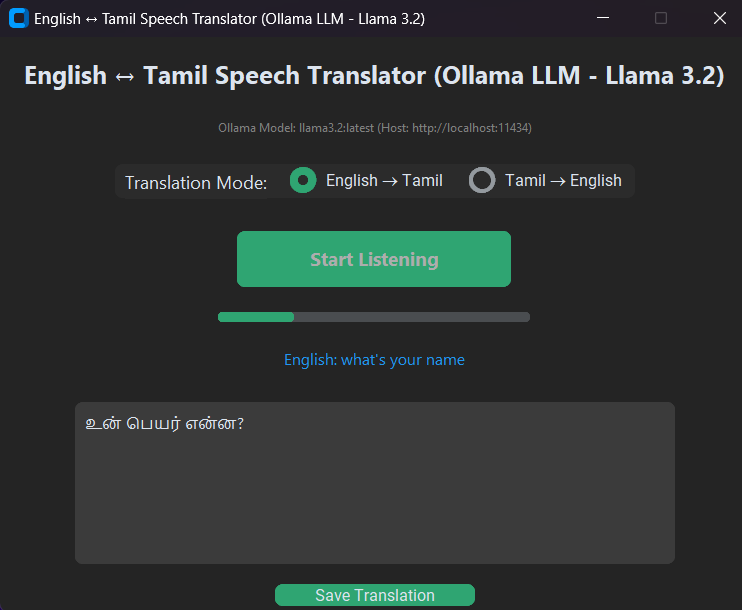 English ↔ Tamil Speech Translator (Ollama LLM - Llama 3.2)
English ↔ Tamil Speech Translator (Ollama LLM - Llama 3.2)
Ollama Model: llama3.2:latest (Host: http://localhost:11434)
Translation Mode: English → Tamil Tamil → English
Start Listening
English: what's your name
உன் பெயர் என்ன?
Save Translation